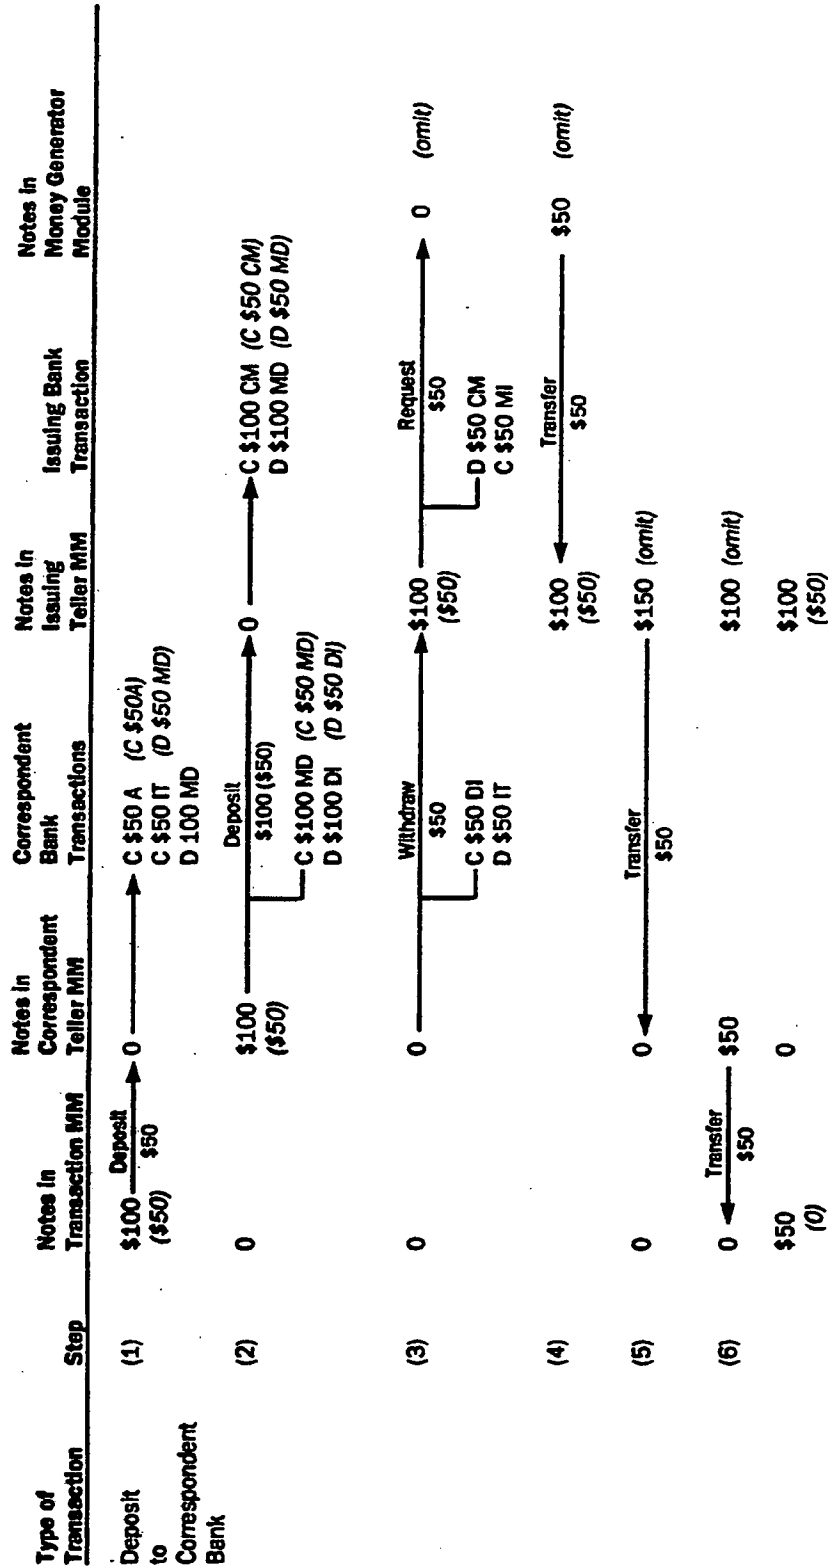 Type of Transaction
Step
Notes in Transaction MM
Notes in Correspondent Teller MM
Correspondent Bank Transactions
Notes in Issuing Teller MM
Issuing Bank Transaction
Notes in Money Generator Module
Deposit to Correspondent Bank
(1)
$100
($50)
Deposit
$50
0
C $50 A (C $50A)
C $50 IT (D $50 MD)
D 100 MD
(2)
0
$100
($50)
Deposit
$100 ($50)
C $100 MD (C $50 MD)
D $100 DI (D $50 DI)
0
C $100 CM (C $50 CM)
D $100 MD (D $50 MD)
(3)
0
0
Withdraw
$50
C $50 DI
D $50 IT
$100
($50)
Request
$50
D $50 CM
C $50 MI
0 (omit)
(4)
$100
($50)
Transfer
$50
$50 (omit)
(5)
0
0
Transfer
$50
$150 (omit)
(6)
0
Transfer
$50
$50
$100 (omit)
$50
(0)
0
$100
($50)